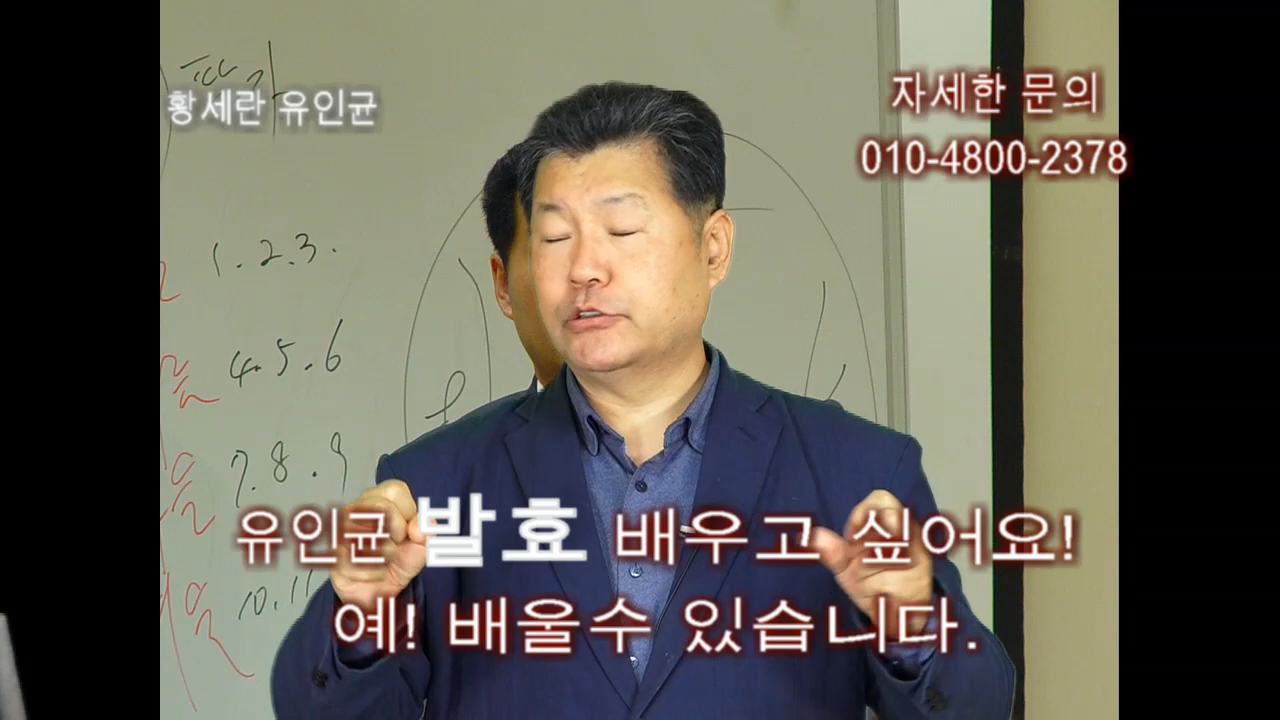 황세란 유인균
자세한 문의
010-4800-2378
1. 2. 3.
4. 5. 6
7. 8. 9
10. 11
유인균 발효 배우고 싶어요!
예! 배울수 있습니다.